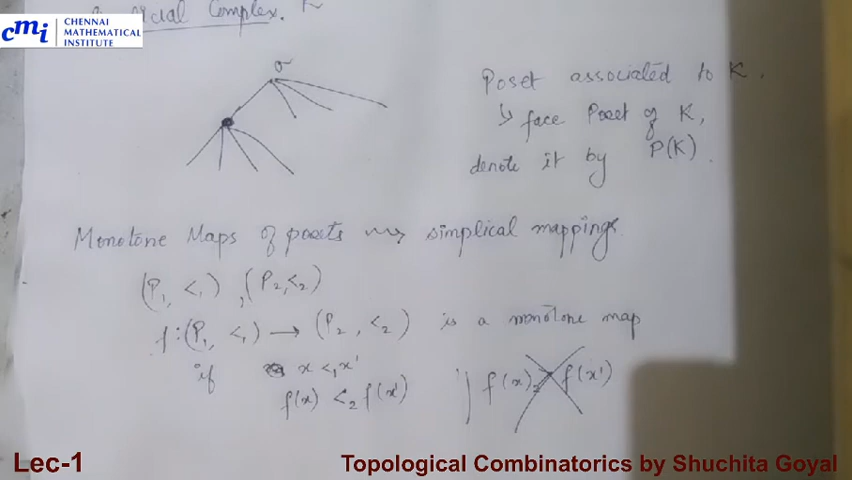 cmi CHENNAI
MATHEMATICAL
INSTITUTE
Complex. K
σ
Poset associated to K.
↳ face Poset of K,
denote it by P(K).
Monotone Maps of posets ⇝ simplical mappings
(P₁, <₁), (P₂, <₂)
f: (P₁, <₁) → (P₂, <₂) is a monotone map
if x <₁ x'
f(x) <₂ f(x')
Lec-1
Topological Combinatorics by Shuchita Goyal